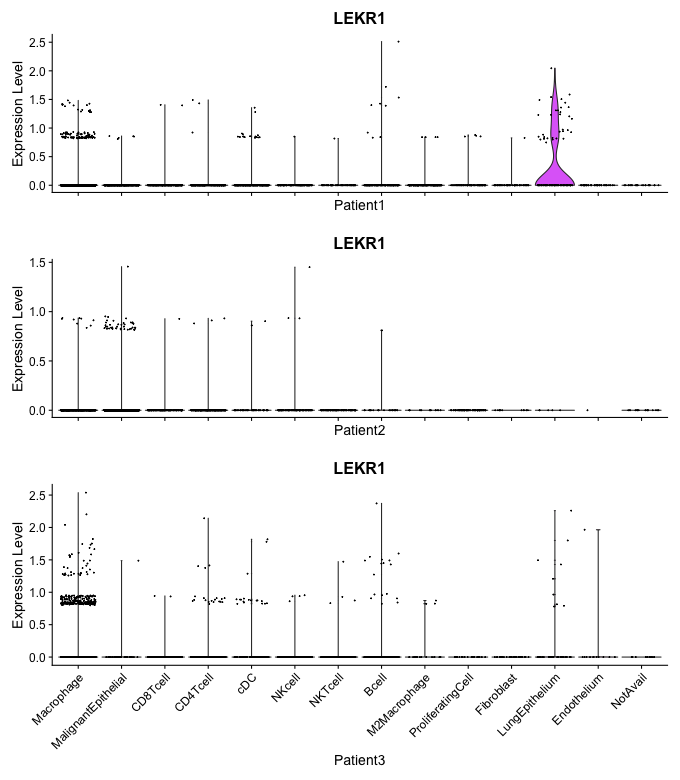 LEKR1
Expression Level
2.5
2.0
1.5
1.0
0.5
0.0
Patient1
LEKR1
Expression Level
1.5
1.0
0.5
0.0
Patient2
LEKR1
Expression Level
2.5
2.0
1.5
1.0
0.5
0.0
Macrophage
MalignantEpithelial
CD8Tcell
CD4Tcell
cDC
NKcell
NKTcell
Bcell
M2Macrophage
ProliferatingCell
Fibroblast
LungEpithelium
Endothelium
NotAvail
Patient3